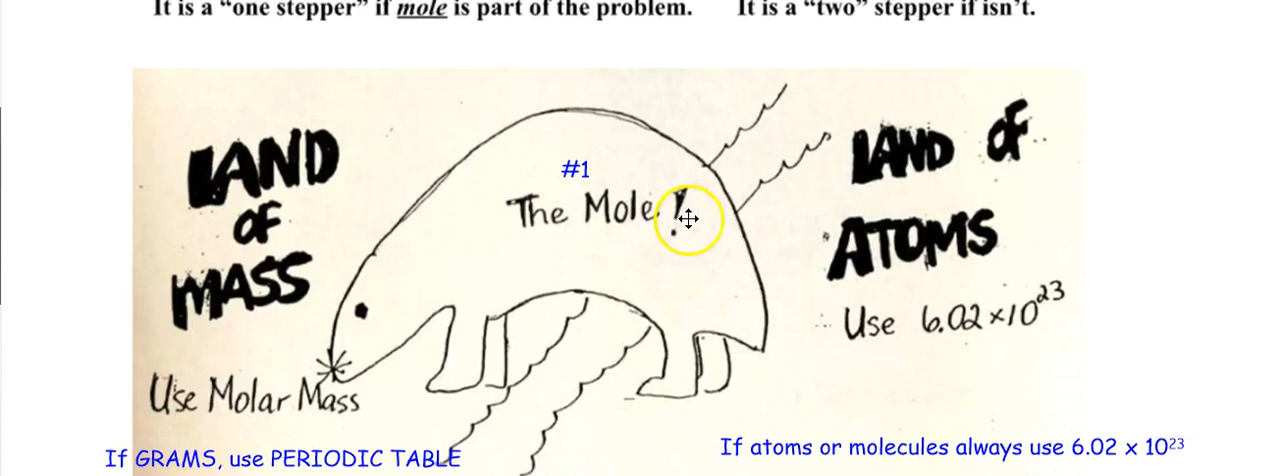 It is a “one stepper” if mole is part of the problem. It is a “two” stepper if isn’t.
LAND
OF
MASS
#1
The Mole!
LAND OF
ATOMS
Use 6.02 x 10²³
Use Molar Mass
If GRAMS, use PERIODIC TABLE
If atoms or molecules always use 6.02 x 10²³